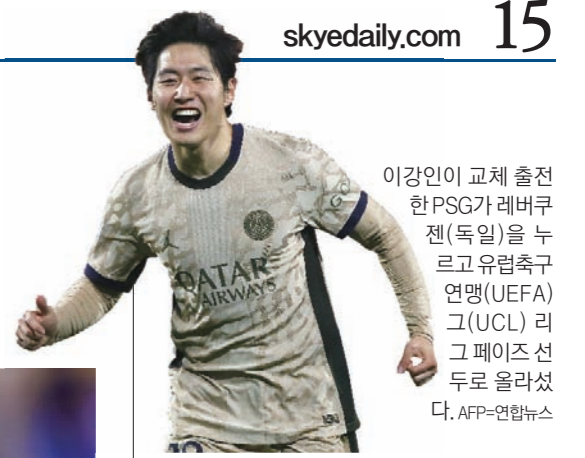 skyedaily.com 15
이강인이 교체 출전
한 PSG가 레버쿠
젠(독일)을 누
르고 유럽축구
연맹(UEFA)
그(UCL) 리
그 페이즈 선
두로 올라섰
다. AFP=연합뉴스
QATAR
AIRWAYS
GO